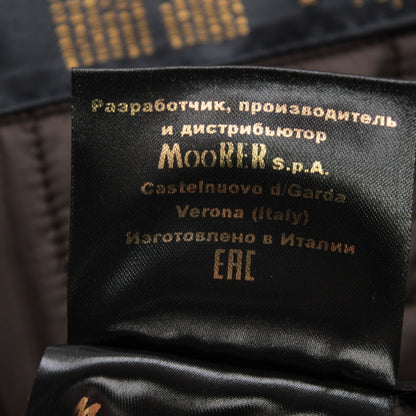 Разработчик, производитель
и дистрибьютор
MOORER S.p.A.
Castelnuovo d/Garda
Verona (Italy)
Изготовлено в Италии
EAC